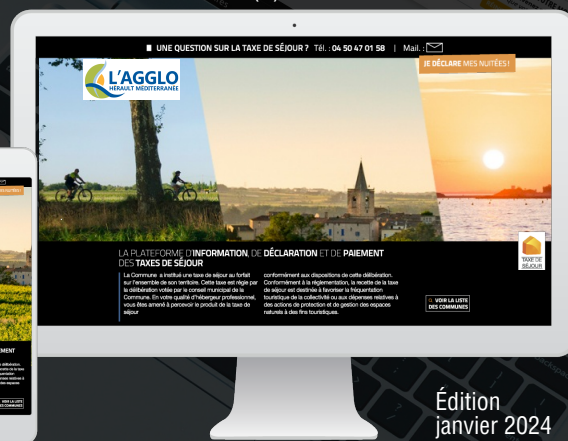 UNE QUESTION SUR LA TAXE DE SÉJOUR ? Tél. : 04 50 47 01 58 | Mail. :
JE DÉCLARE MES NUITÉES !
L'AGGLO
HÉRAULT MÉDITERRANÉE
LA PLATEFORME D'INFORMATION, DE DÉCLARATION ET DE PAIEMENT
DES TAXES DE SÉJOUR
La Commune a institué une taxe de séjour au forfait
sur l'ensemble de son territoire. Cette taxe est régie par
la délibération votée par le conseil municipal de la
Commune. En votre qualité d'hébergeur professionnel,
vous êtes amené à percevoir le produit de la taxe de
séjour
conformément aux dispositions de cette délibération.
Conformément à la réglementation, la recette de la taxe
de séjour est destinée à favoriser la fréquentation
touristique de la collectivité ou aux dépenses relatives à
des actions de protection et de gestion des espaces
naturels à des fins touristiques.
TAXE DE
SÉJOUR
VOIR LA LISTE
DES COMMUNES
Édition
janvier 2024